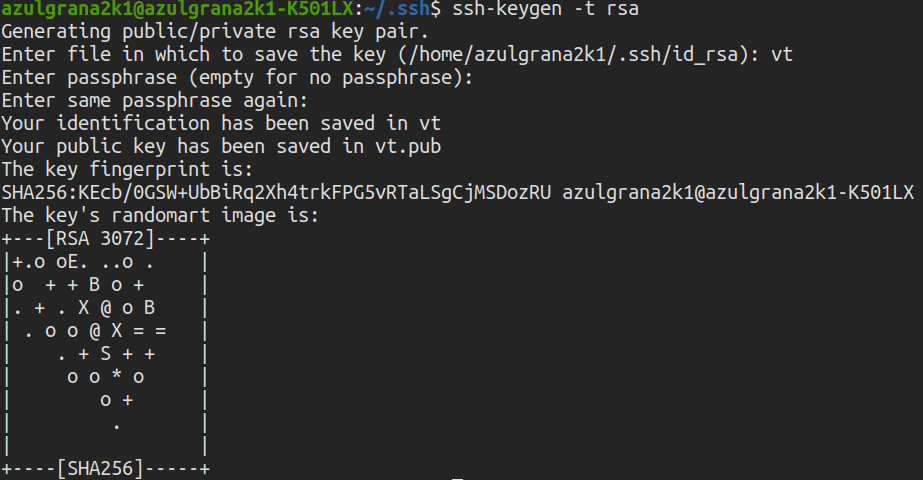 azulgrana2k1@azulgrana2k1-K501LX:~/.ssh$ ssh-keygen -t rsa
Generating public/private rsa key pair.
Enter file in which to save the key (/home/azulgrana2k1/.ssh/id_rsa): vt
Enter passphrase (empty for no passphrase):
Enter same passphrase again:
Your identification has been saved in vt
Your public key has been saved in vt.pub
The key fingerprint is:
SHA256:KEcb/0GSW+UbBiRq2Xh4trkFPG5vRTaLSgCjMSDozRU azulgrana2k1@azulgrana2k1-K501LX
The key's randomart image is:
+---[RSA 3072]----+
|+.o oE. ..o .    |
|o  + + B o +     |
|. + . X @ o B    |
| . o o @ X = =   |
|    . + S + +    |
|     o o * o     |
|        o +      |
|         .       |
|                 |
+----[SHA256]-----+